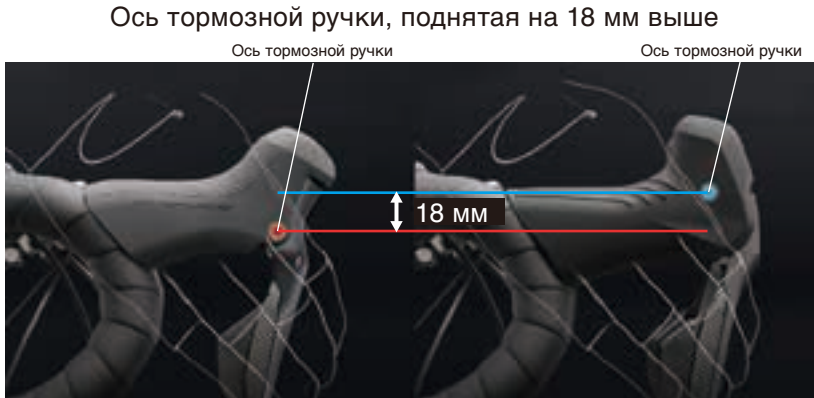 Ось тормозной ручки, поднятая на 18 мм выше
Ось тормозной ручки
Ось тормозной ручки
18 мм